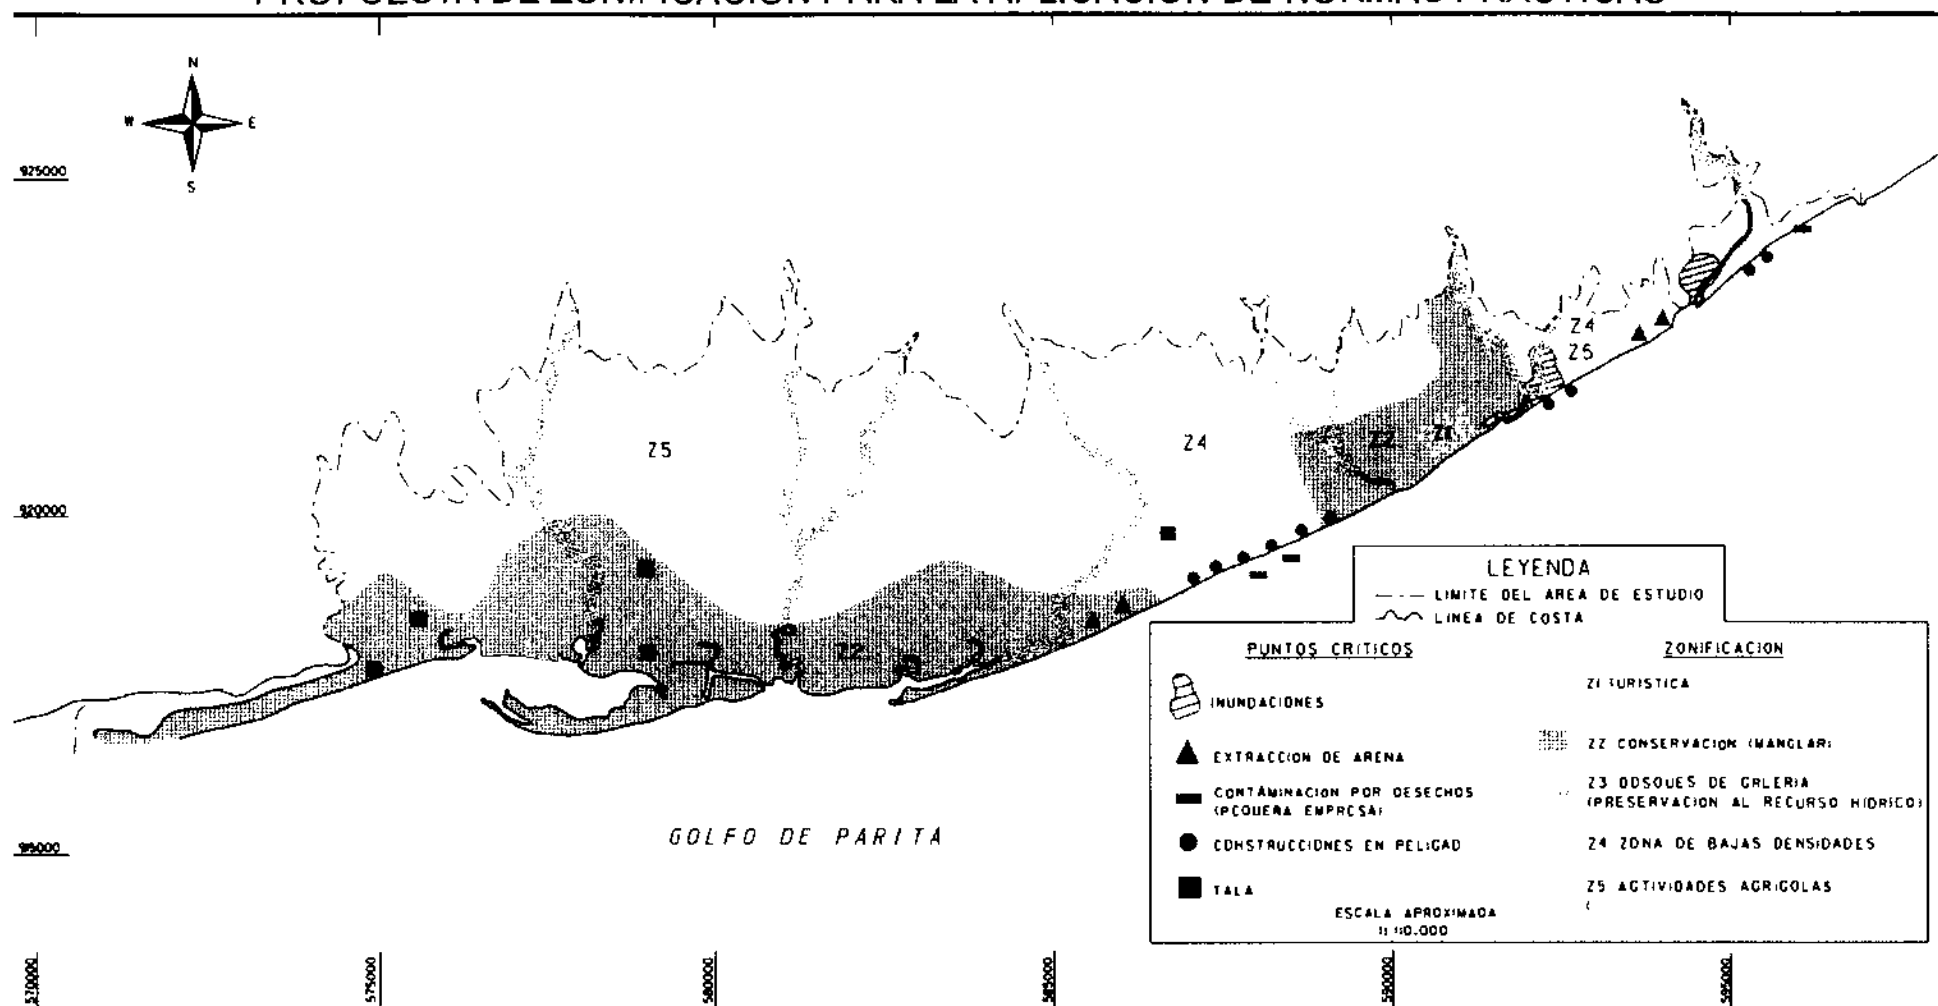 N
W E
S
925000
920000
915000
Z5
Z4
Z4
Z5
Z2
Z1
Z2
GOLFO DE PARITA
LEYENDA
LIMITE DEL AREA DE ESTUDIO
LINEA DE COSTA
PUNTOS CRITICOS
INUNDACIONES
EXTRACCION DE ARENA
CONTAMINACION POR DESECHOS
(PEQUENA EMPRESA)
CONSTRUCCIONES EN PELIGAD
TALA
ESCALA APROXIMADA
ZONIFICACION
Z1 TURISTICA
Z2 CONSERVACION (MANGLAR)
Z3 BOSQUES DE GALERIA
(PRESERVACION AL RECURSO HIDRICO)
Z4 ZONA DE BAJAS DENSIDADES
Z5 ACTIVIDADES AGRICOLAS
570000
575000
580000
585000
590000
595000